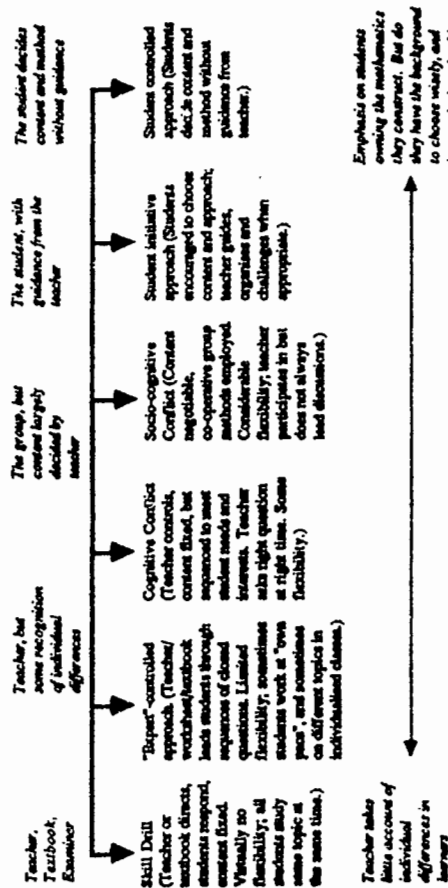 Teacher,
Textbook,
Examiner
Teacher, but
some recognition
of individual
differences
The group, but
content largely
decided by
teacher
The student, with
guidance from the
teacher
The student decides
content and method
without guidance
Skill Drill
(Teacher or
textbook directs,
students respond,
content fixed.
Virtually no
flexibility; all
students study
same topic at
the same time.)
"Expert"-controlled
approach. (Teacher/
worksheet/textbook
leads students through
sequences of closed
questions. Limited
flexibility; sometimes
students work at "own
pace", and sometimes
on different topics in
individualised classes.)
Cognitive Conflict
(Teacher controls,
content fixed, but
sequenced to meet
student needs and
interests. Teacher
asks right question
at right time. Some
flexibility.)
Socio-cognitive
Conflict (Content
negotiable,
co-operative group
methods employed.
Considerable
flexibility; teacher
participates in but
does not always
lead discussions.)
Student initiative
approach (Students
encouraged to choose
content and approach;
teacher guides,
organises and
challenges when
appropriate.)
Student controlled
approach (Students
decide content and
method without
guidance from
teacher.)
Teacher takes
little account of
individual
differences in
learners
Emphasis on students
owning the mathematics
they construct. But do
they have the background
to choose wisely, and